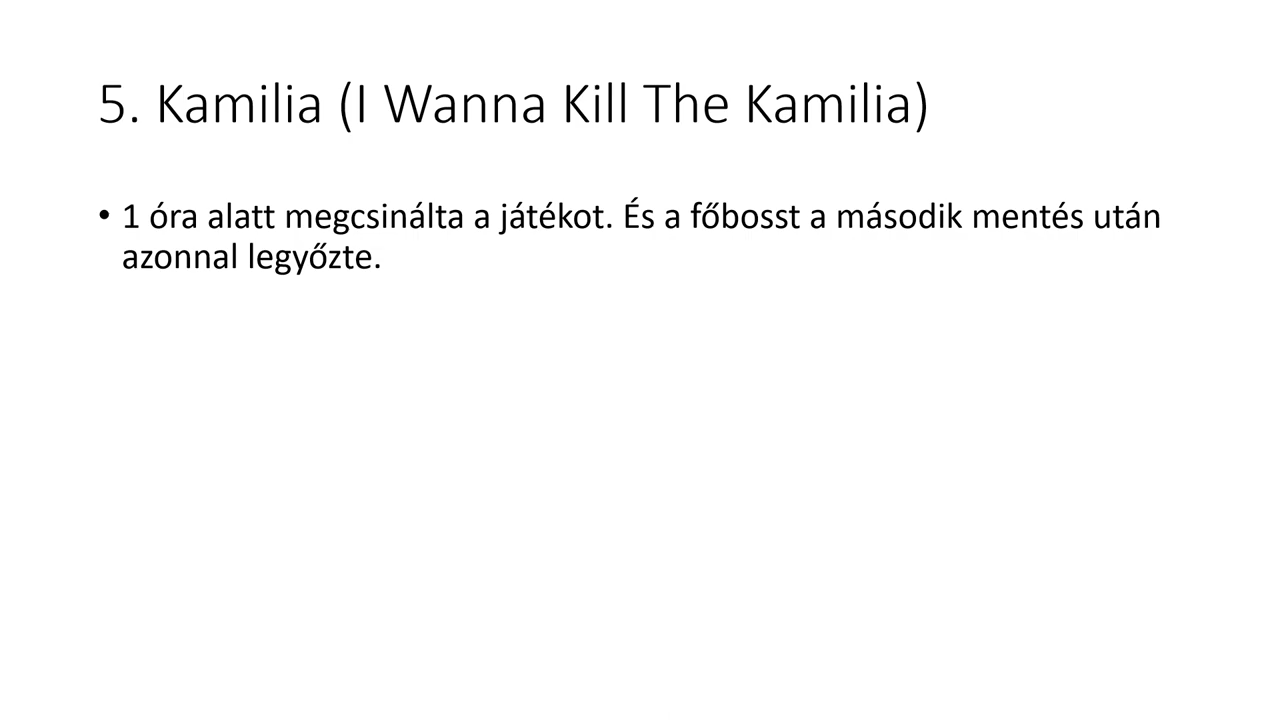 5. Kamilia (I Wanna Kill The Kamilia)
• 1 óra alatt megcsinálta a játékot. És a főbosst a második mentés után
azonnal legyőzte.